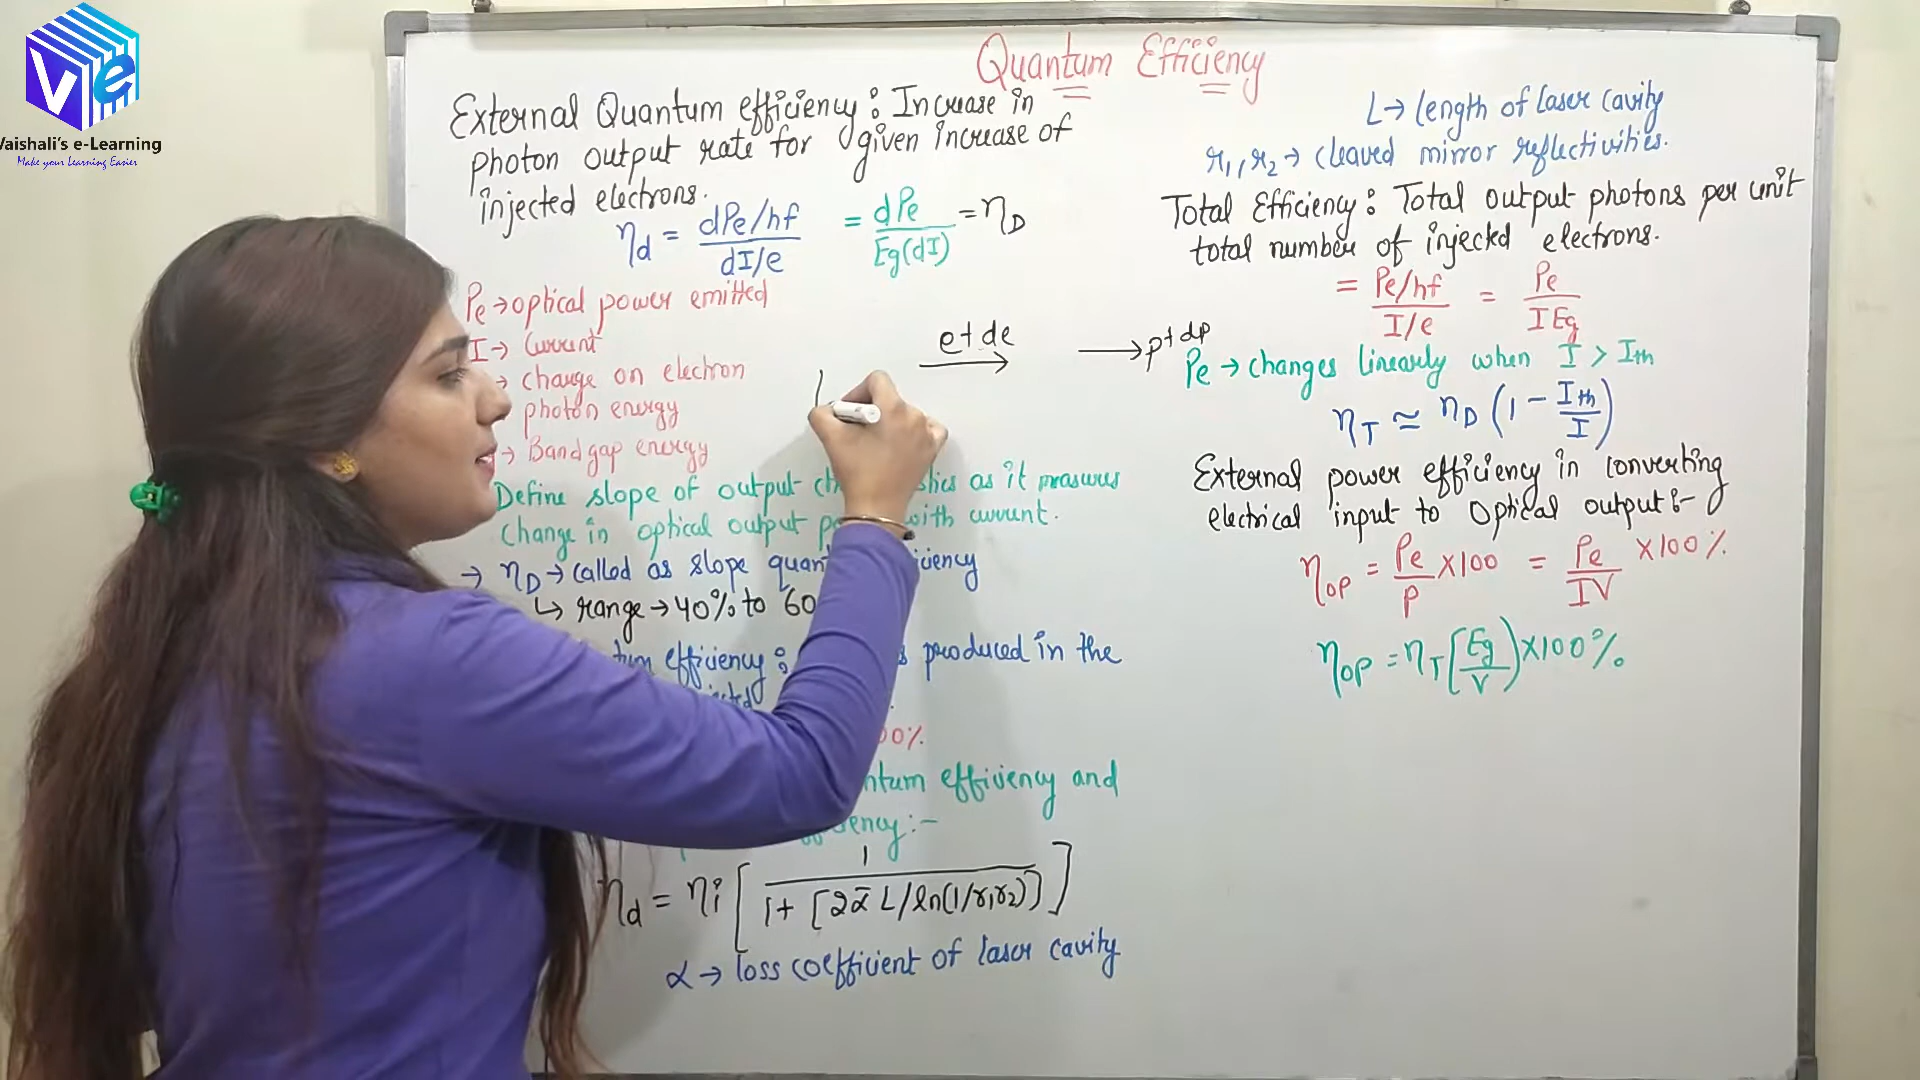 Ve
Vaishali's e-Learning
Make your Learning Easier
Quantum Efficiency
External Quantum efficiency: Increase in
photon output rate for given increase of
injected electrons.
ηd = dPe/hf / dI/e = dPe / Eg(dI) = ηD
Pe → optical power emitted
I → Current
→ charge on electron
photon energy
→ Bandgap energy
e + de → → p + dp
Define slope of output as it measures
change in optical output with current.
→ ηD → called as slope
↳ range → 40% to 60
efficiency: produced in the
00%
efficiency and
:-
ηd = ηi [ 1 / 1 + [2ᾱL/ln(1/r1r2)] ]
α → loss coefficient of laser cavity
L → length of laser cavity
r1, r2 → cleaved mirror reflectivities.
Total Efficiency: Total output photons per unit
total number of injected electrons.
= Pe/hf / I/e = Pe / IEg
Pe → changes linearly when I > Ith
ηT ≃ ηD (1 - Ith/I)
External power efficiency in converting
electrical input to optical output:-
ηop = Pe/P × 100 = Pe/IV × 100%
ηop = ηT [Eg/V) × 100%